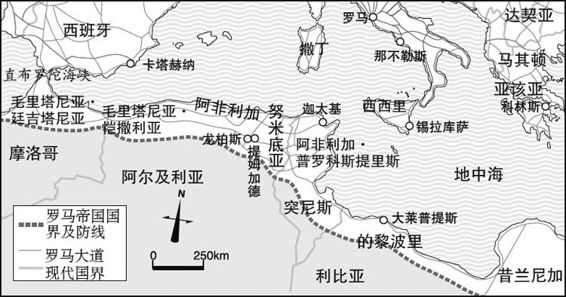 西班牙
罗马
达契亚
撒丁
那不勒斯
马其顿
卡塔赫纳
直布罗陀海峡
亚该亚
科林斯
毛里塔尼亚·
廷吉塔尼亚
毛里塔尼亚·
恺撒利亚
阿非利加
努米底亚
迦太基
西西里
锡拉库萨
摩洛哥
龙柏斯
提姆加德
阿非利加·
普罗科斯提里斯
地中海
阿尔及利亚
突尼斯
大莱普提斯
的黎波里
利比亚
昔兰尼加
N
0 250km
罗马帝国国
界及防线
罗马大道
现代国界